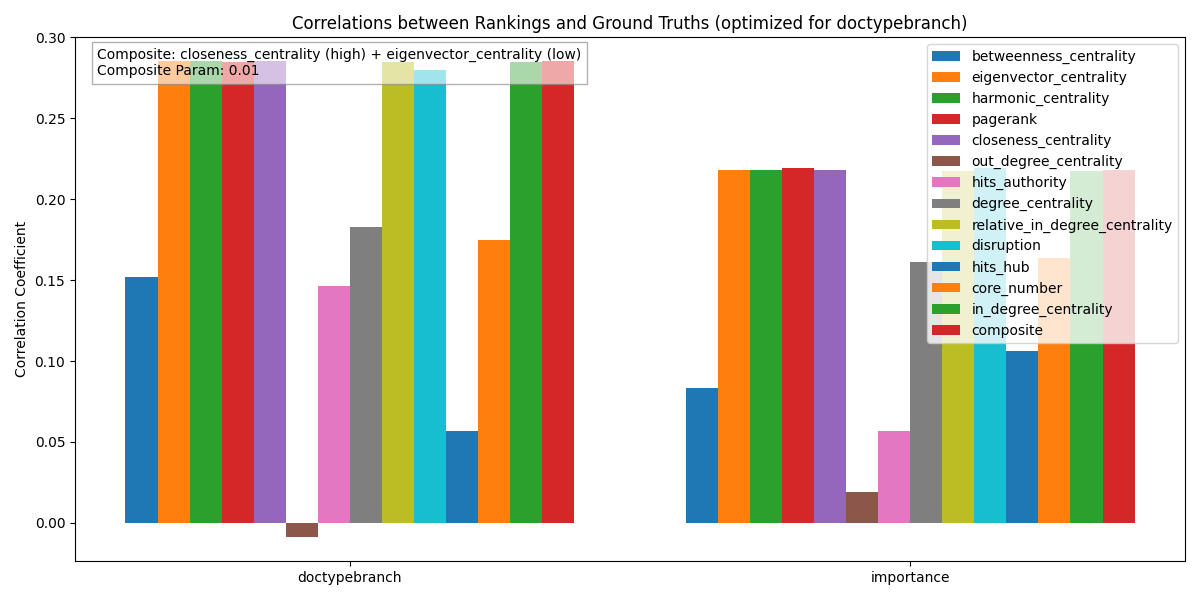 Correlations between Rankings and Ground Truths (optimized for doctypebranch)
Composite: closeness_centrality (high) + eigenvector_centrality (low)
Composite Param: 0.01
betweenness_centrality
eigenvector_centrality
harmonic_centrality
pagerank
closeness_centrality
out_degree_centrality
hits_authority
degree_centrality
relative_in_degree_centrality
disruption
hits_hub
core_number
in_degree_centrality
composite
Correlation Coefficient
0.30
0.25
0.20
0.15
0.10
0.05
0.00
doctypebranch
importance